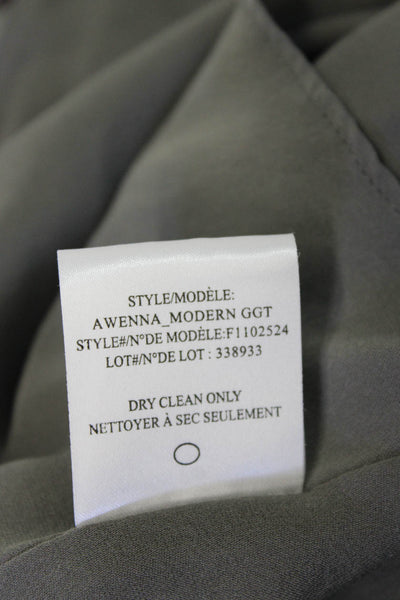 STYLE/MODÈLE:
AWENNA_MODERN GGT
STYLE#/N°DE MODÈLE:F1102524
LOT#/N°DE LOT : 338933
DRY CLEAN ONLY
NETTOYER À SEC SEULEMENT